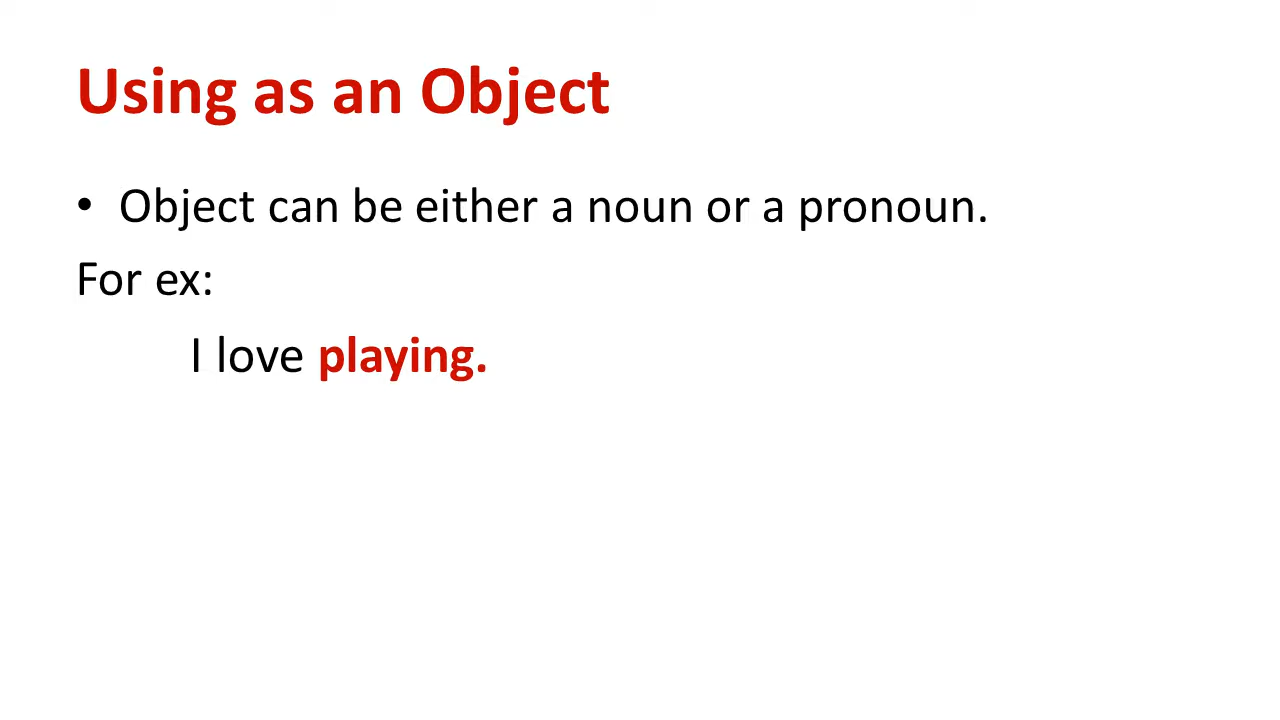 Using as an Object
• Object can be either a noun or a pronoun.
For ex:
I love playing.